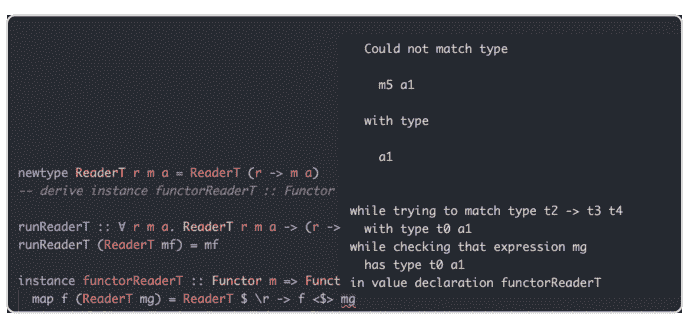 Could not match type
m5 a1
with type
a1
newtype ReaderT r m a = ReaderT (r -> m a)
-- derive instance functorReaderT :: Functor
while trying to match type t2 -> t3 t4
runReaderT :: ∀ r m a. ReaderT r m a -> (r ->
with type t0 a1
runReaderT (ReaderT mf) = mf
while checking that expression mg
has type t0 a1
instance functorReaderT :: Functor m => Funct
in value declaration functorReaderT
map f (ReaderT mg) = ReaderT $ \r -> f <$> mg